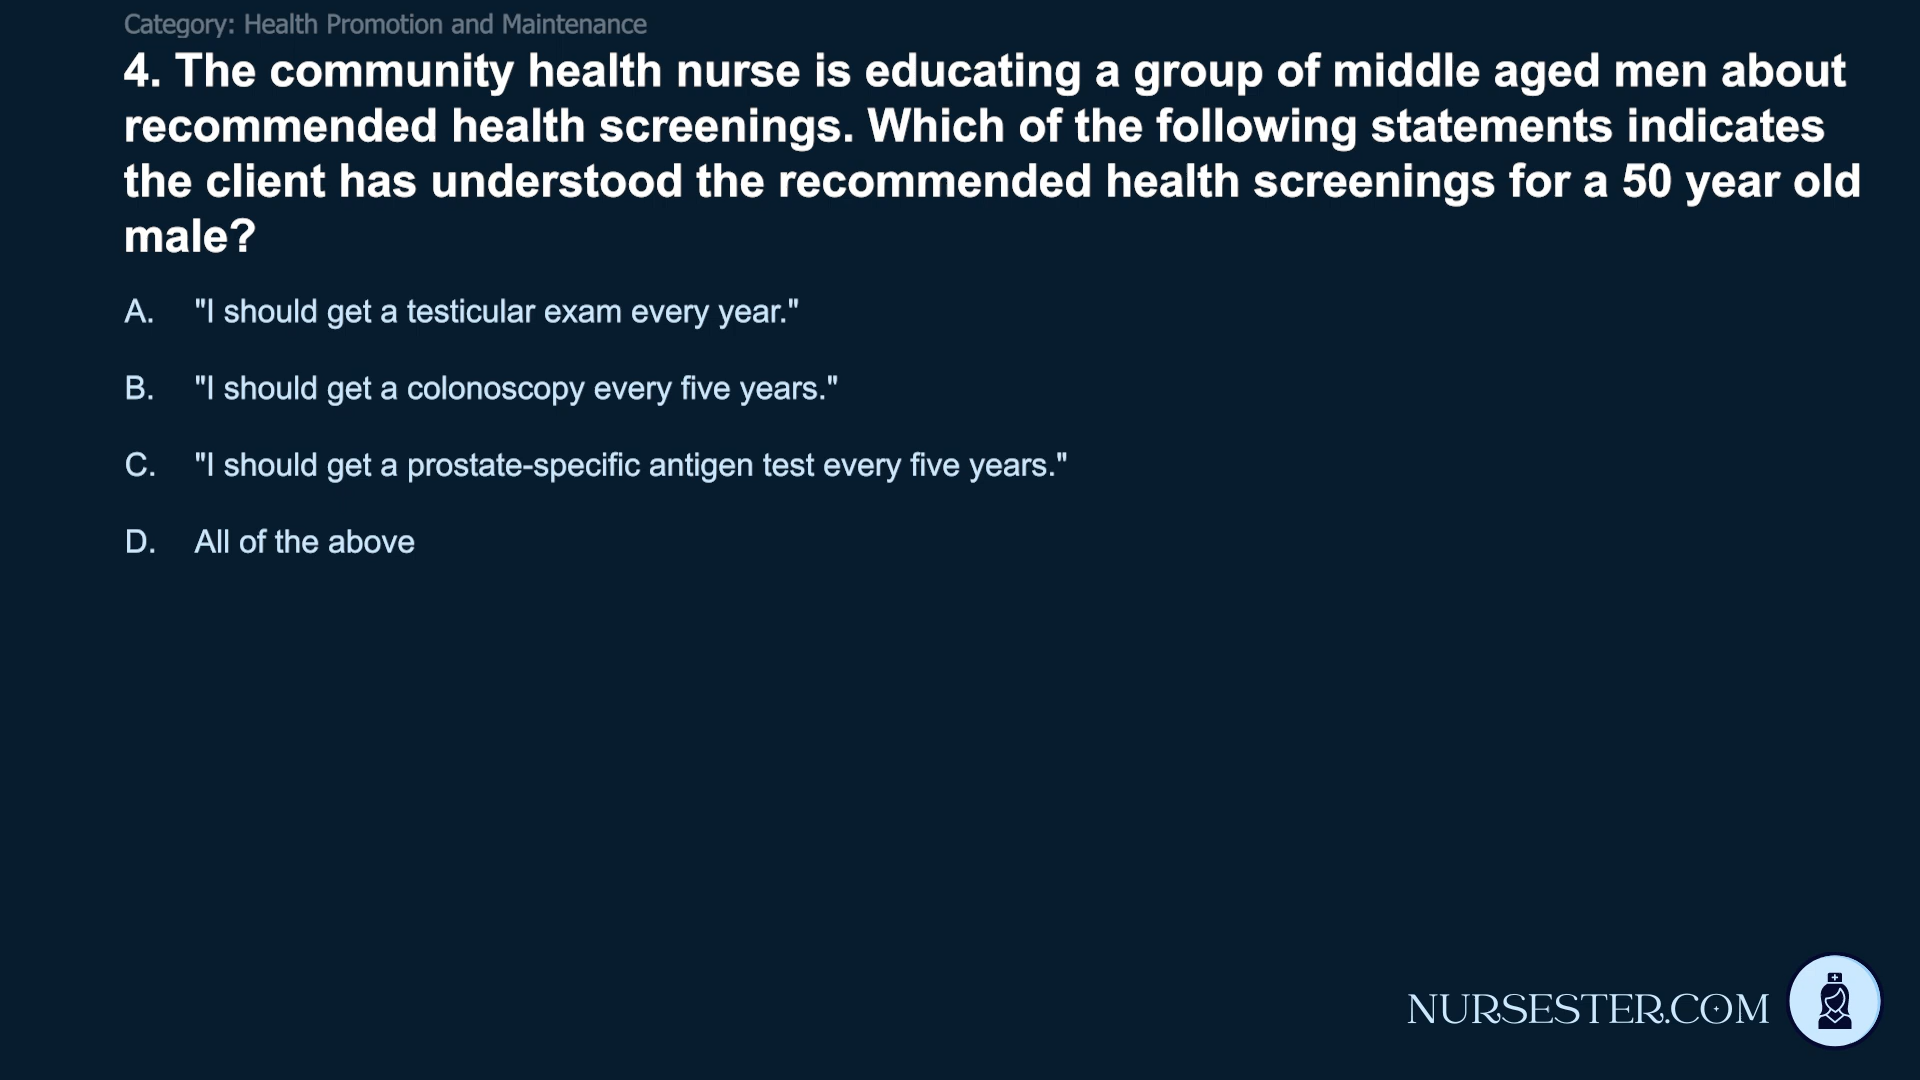 Category: Health Promotion and Maintenance
4. The community health nurse is educating a group of middle aged men about
recommended health screenings. Which of the following statements indicates
the client has understood the recommended health screenings for a 50 year old
male?
A. "I should get a testicular exam every year."
B. "I should get a colonoscopy every five years."
C. "I should get a prostate-specific antigen test every five years."
D. All of the above
NURSESTER.COM